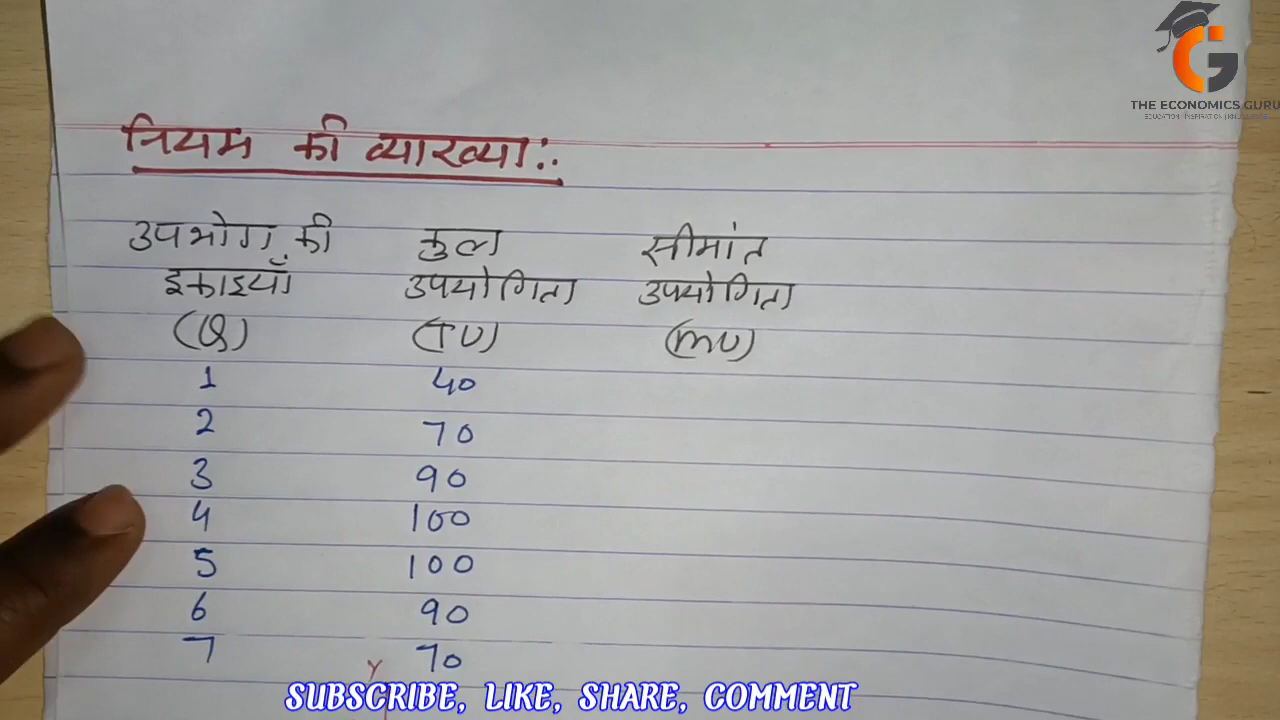 THE ECONOMICS GURU
नियम की व्याख्या:.
उपभोग की कुल सीमांत
इकाइयाँ उपयोगिता उपयोगिता
(Q) (TU) (MU)
1 40
2 70
3 90
4 100
5 100
6 90
7 70
Y
SUBSCRIBE, LIKE, SHARE, COMMENT